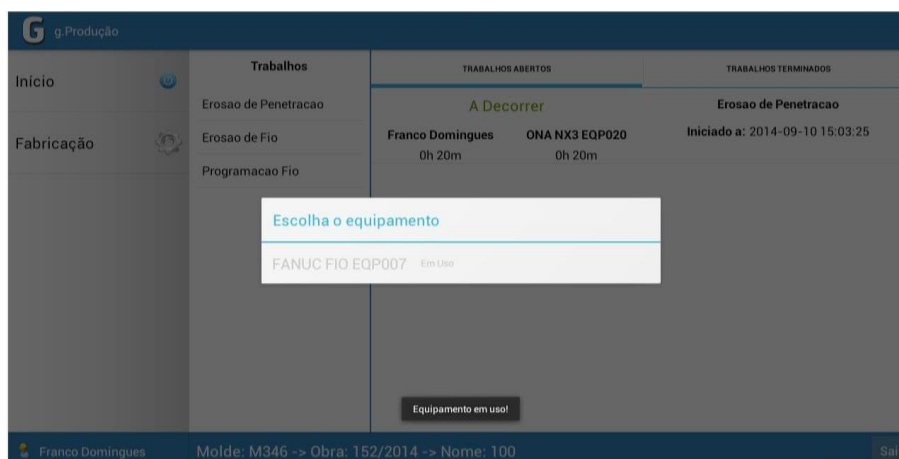 G g.Produção
Início
Fabricação
Trabalhos
Erosao de Penetracao
Erosao de Fio
Programacao Fio
TRABALHOS ABERTOS
TRABALHOS TERMINADOS
A Decorrer
Franco Domingues ONA NX3 EQP020
0h 20m 0h 20m
Erosao de Penetracao
Iniciado a: 2014-09-10 15:03:25
Escolha o equipamento
FANUC FIO EQP007 Em Uso
Equipamento em uso!
Franco Domingues
Molde: M346 -> Obra: 152/2014 -> Nome: 100
Sai